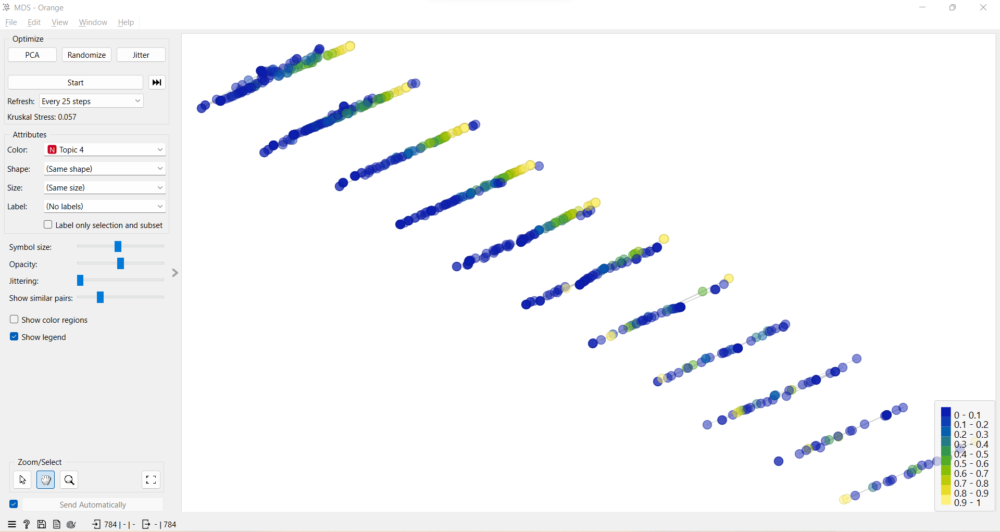 MDS - Orange
File Edit View Window Help
Optimize
PCA Randomize Jitter
Start
Refresh: Every 25 steps
Kruskal Stress: 0.057
Attributes
Color: N Topic 4
Shape: (Same shape)
Size: (Same size)
Label: (No labels)
Label only selection and subset
Symbol size:
Opacity:
Jittering:
Show similar pairs:
Show color regions
Show legend
0 - 0.1
0.1 - 0.2
0.2 - 0.3
0.3 - 0.4
0.4 - 0.5
0.5 - 0.6
0.6 - 0.7
0.7 - 0.8
0.8 - 0.9
0.9 - 1
Zoom/Select
Send Automatically
? 784 | - | - - | 784